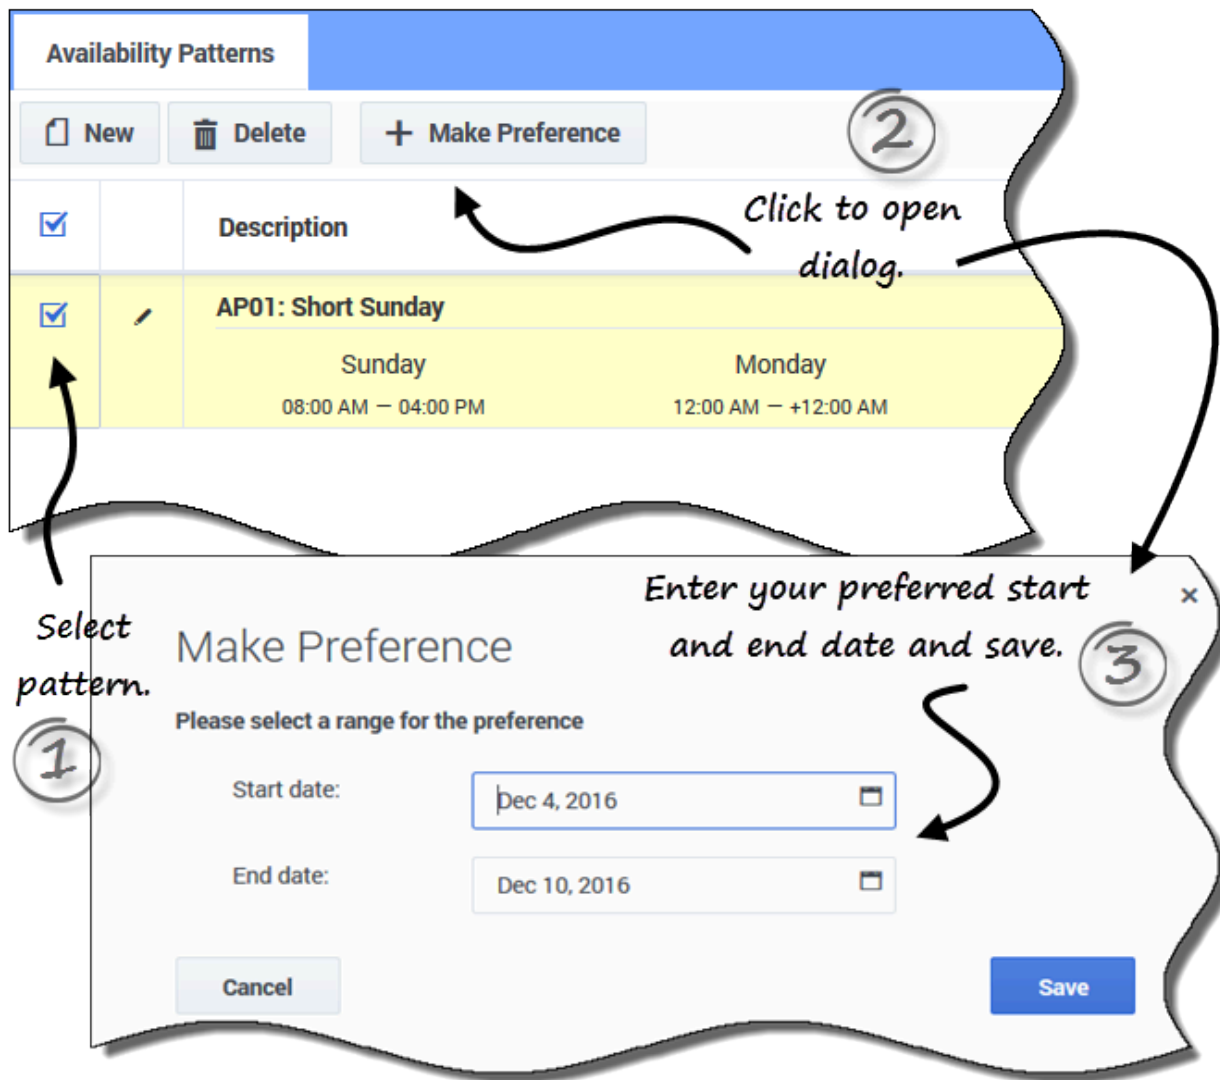 Availability Patterns
New Delete + Make Preference
2
Click to open
dialog.
Description
AP01: Short Sunday
Sunday Monday
08:00 AM — 04:00 PM 12:00 AM — +12:00 AM
Select
pattern.
1
Enter your preferred start
and end date and save.
3
×
Make Preference
Please select a range for the preference
Start date: Dec 4, 2016
End date: Dec 10, 2016
Cancel Save